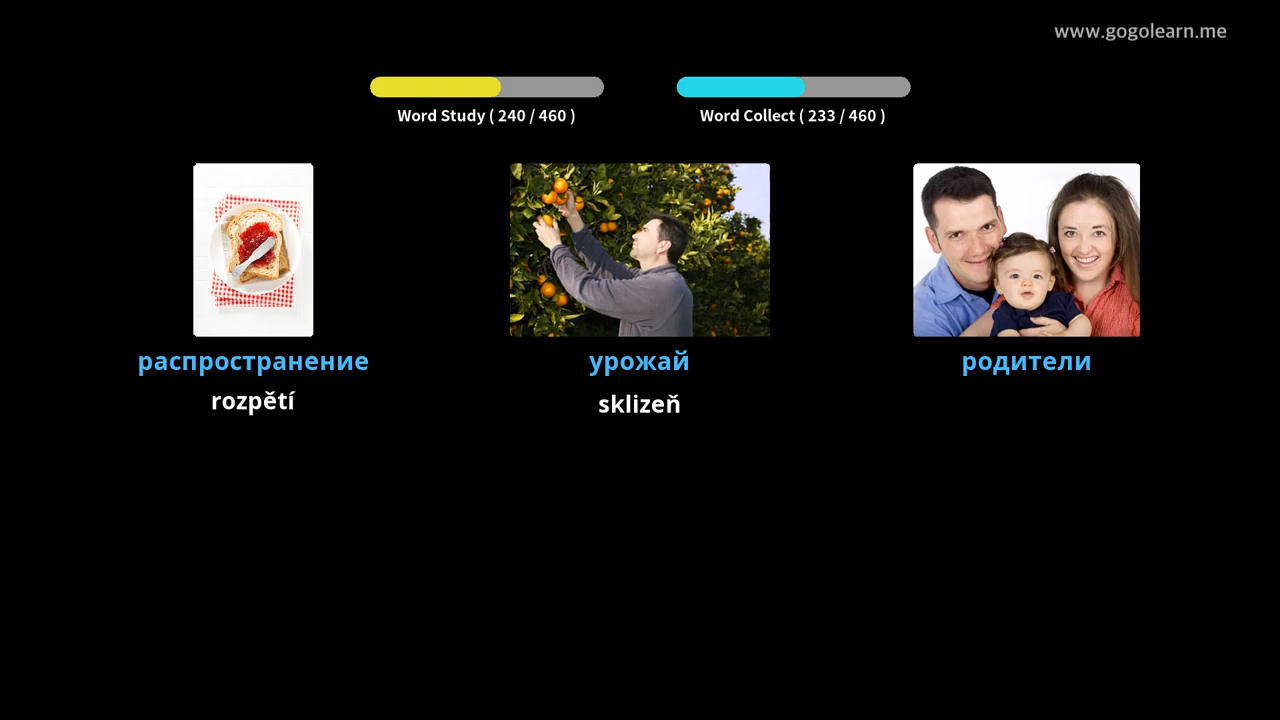 www.gogolearn.me
Word Study ( 240 / 460 )
Word Collect ( 233 / 460 )
распространение
урожай
родители
rozpětí
sklizeň